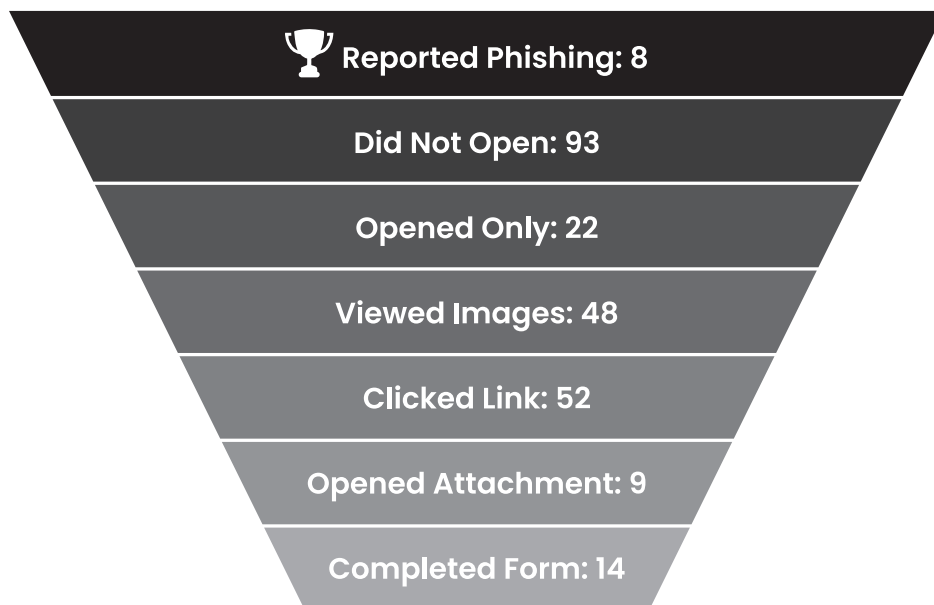 Reported Phishing: 8
Did Not Open: 93
Opened Only: 22
Viewed Images: 48
Clicked Link: 52
Opened Attachment: 9
Completed Form: 14